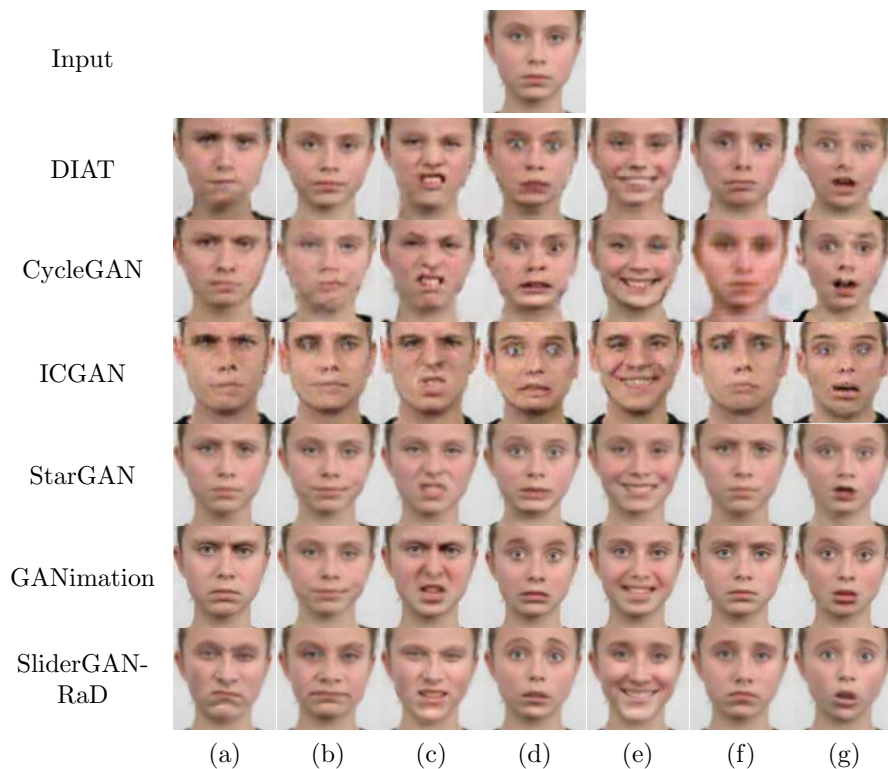 Input
DIAT
CycleGAN
ICGAN
StarGAN
GANimation
SliderGAN-
RaD
(a) (b) (c) (d) (e) (f) (g)